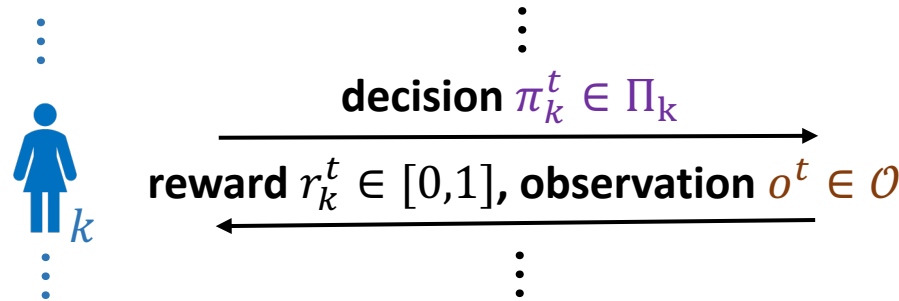 decision π_k^t ∈ Π_k
reward r_k^t ∈ [0,1], observation o^t ∈ 𝒪
k